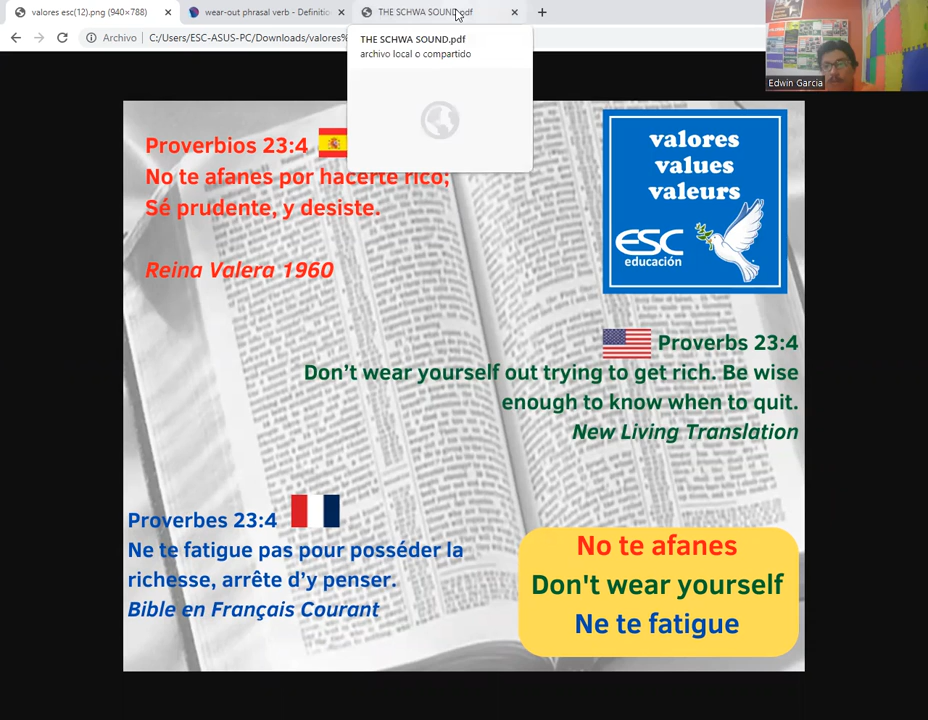 valores esc(12).png (940×788)
wear-out phrasal verb - Definitio
THE SCHWA SOUND.pdf
Archivo
C:/Users/ESC-ASUS-PC/Downloads/valores%
THE SCHWA SOUND.pdf
archivo local o compartido
Edwin Garcia
Proverbios 23:4
No te afanes por hacerte rico;
Sé prudente, y desiste.
Reina Valera 1960
valores
values
valeurs
ESC
educación
Proverbs 23:4
Don’t wear yourself out trying to get rich. Be wise
enough to know when to quit.
New Living Translation
Proverbes 23:4
Ne te fatigue pas pour posséder la
richesse, arrête d’y penser.
Bible en Français Courant
No te afanes
Don't wear yourself
Ne te fatigue